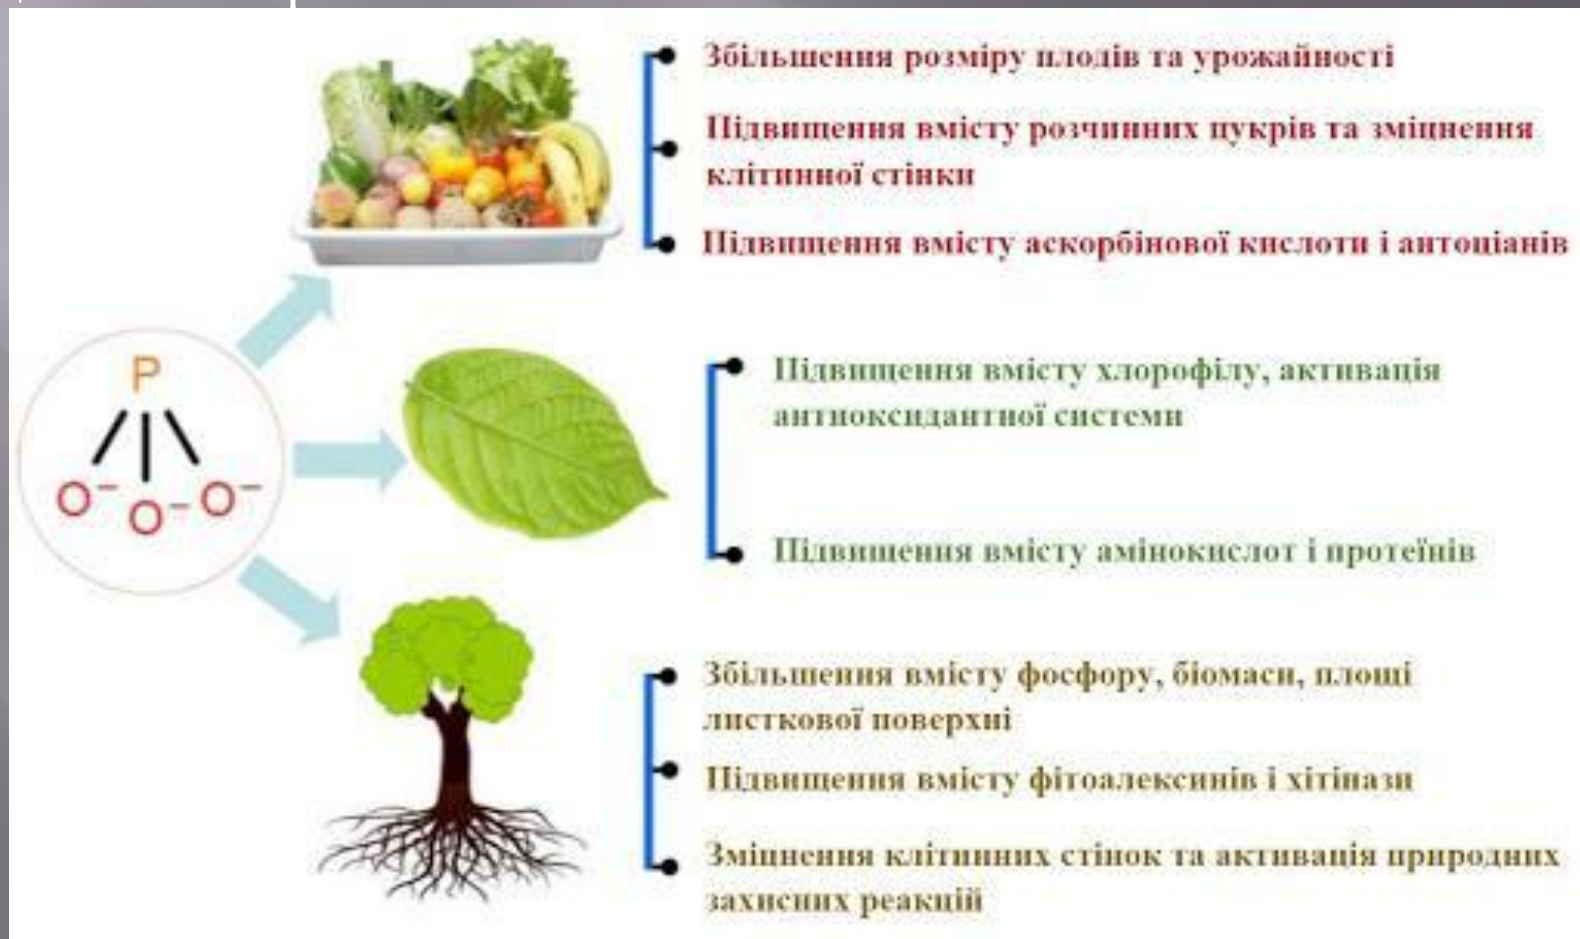 Збільшення розміру плодів та урожайності
Підвищення вмісту розчинних цукрів та зміцнення
клітинної стінки
Підвищення вмісту аскорбінової кислоти і антоціанів
P
O⁻ O⁻ O⁻
Підвищення вмісту хлорофілу, активація
антиоксидантної системи
Підвищення вмісту амінокислот і протеїнів
Збільшення вмісту фосфору, біомаси, площі
листкової поверхні
Підвищення вмісту фітоалексинів і хітінази
Зміцнення клітинних стінок та активація природних
захисних реакцій